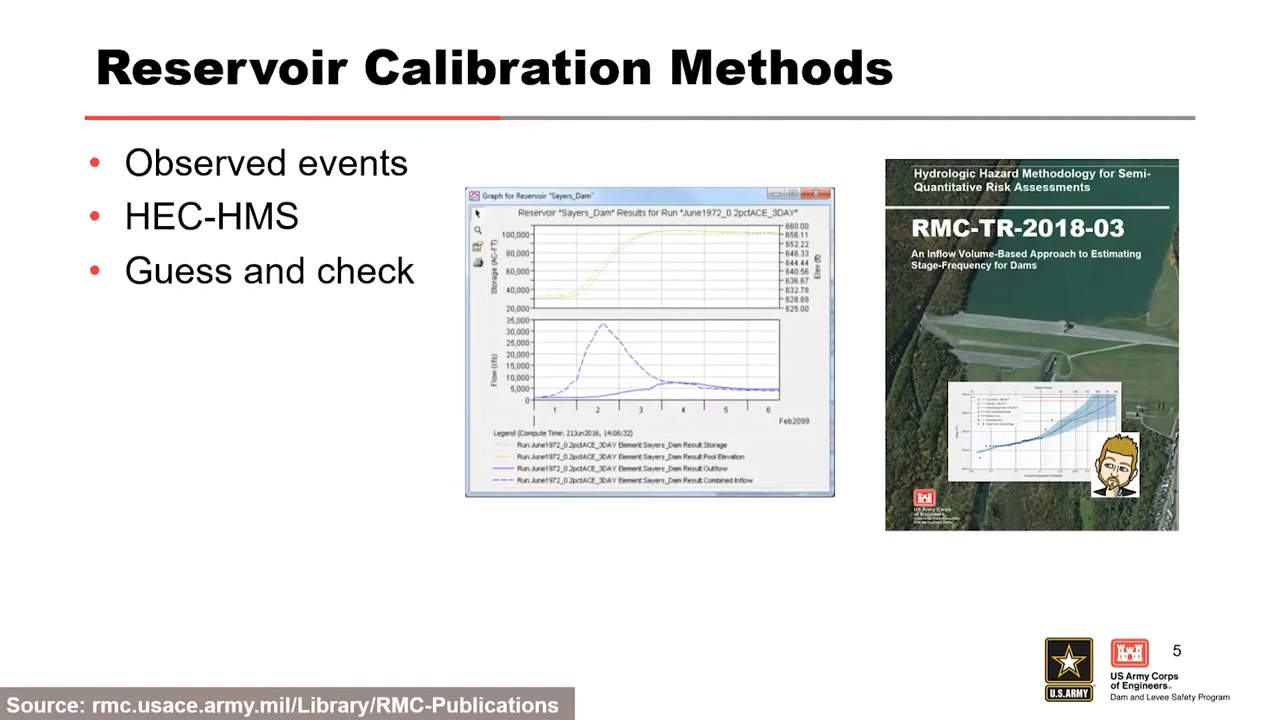 Reservoir Calibration Methods
• Observed events
• HEC-HMS
• Guess and check
Graph for Reservoir "Sayers_Dam"
Reservoir "Sayers_Dam" Results for Run "June1972_0.2pctACE_3DAY"
Storage (AC-FT)
100,000
80,000
60,000
40,000
20,000
660.00
656.11
652.22
648.33
644.44
640.56
636.67
632.78
628.89
625.00
Elev (ft)
Flow (cfs)
35,000
30,000
25,000
20,000
15,000
10,000
5,000
0
1 2 3 4 5 6
Feb2099
Legend (Compute Time: 21Jun2016, 14:06:32)
Run:June1972_0.2pctACE_3DAY Element:Sayers_Dam Result:Storage
Run:June1972_0.2pctACE_3DAY Element:Sayers_Dam Result:Pool Elevation
Run:June1972_0.2pctACE_3DAY Element:Sayers_Dam Result:Outflow
Run:June1972_0.2pctACE_3DAY Element:Sayers_Dam Result:Combined Inflow
Hydrologic Hazard Methodology for Semi-
Quantitative Risk Assessments
RMC-TR-2018-03
An Inflow Volume-Based Approach to Estimating
Stage-Frequency for Dams
US Army Corps
of Engineers
U.S.ARMY
US Army Corps
of Engineers®
Dam and Levee Safety Program
5
Source: rmc.usace.army.mil/Library/RMC-Publications